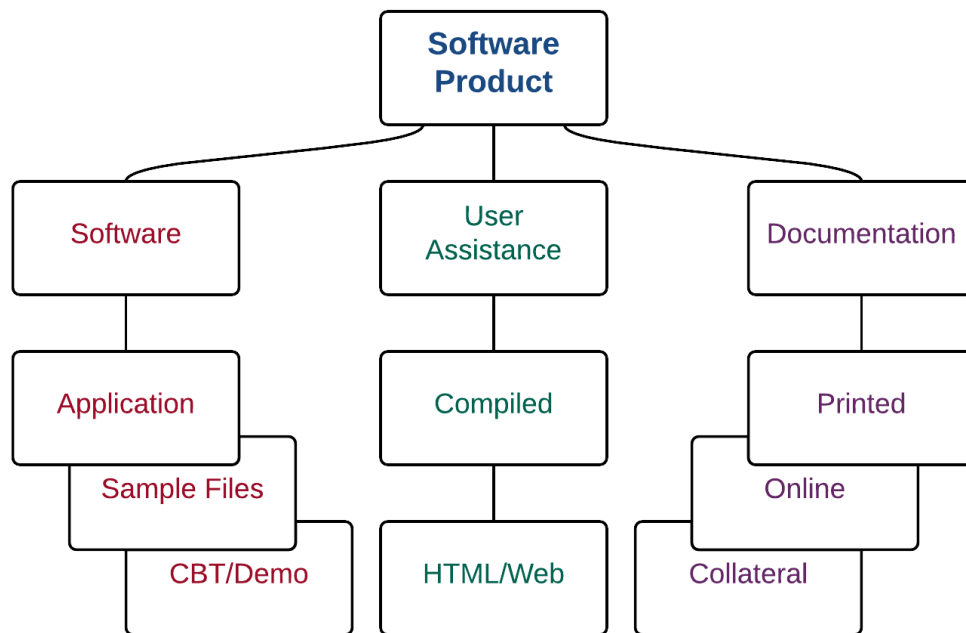 Software
Product
Software
User
Assistance
Documentation
Application
Compiled
Printed
Sample Files
Online
CBT/Demo
HTML/Web
Collateral